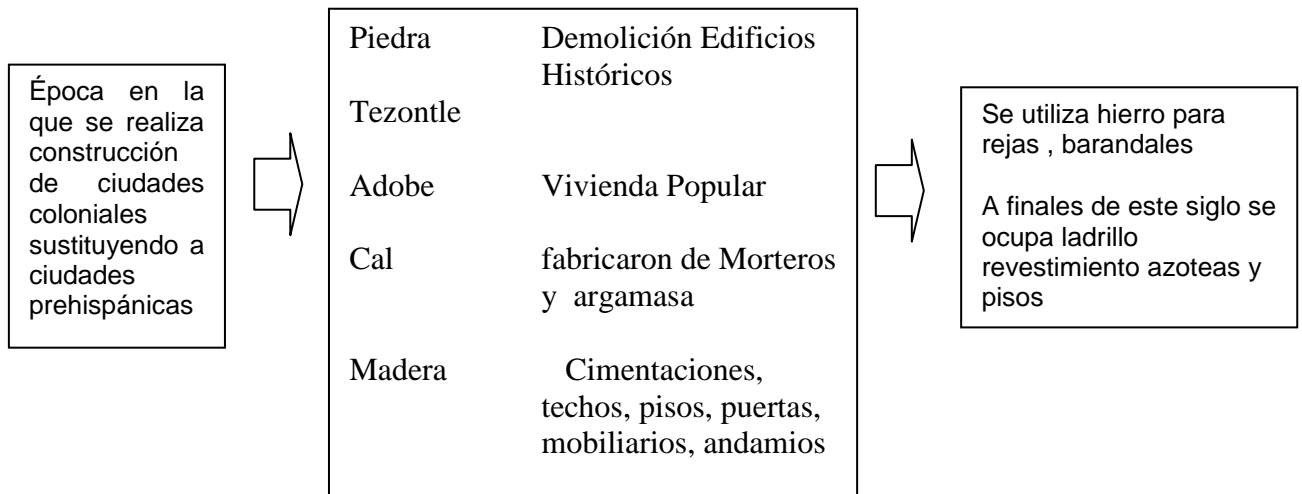 Época en la
que se realiza
construcción
de ciudades
coloniales
sustituyendo a
ciudades
prehispánicas
Piedra Demolición Edificios
Históricos
Tezontle
Adobe Vivienda Popular
Cal fabricaron de Morteros
y argamasa
Madera Cimentaciones,
techos, pisos, puertas,
mobiliarios, andamios
Se utiliza hierro para
rejas , barandales
A finales de este siglo se
ocupa ladrillo
revestimiento azoteas y
pisos